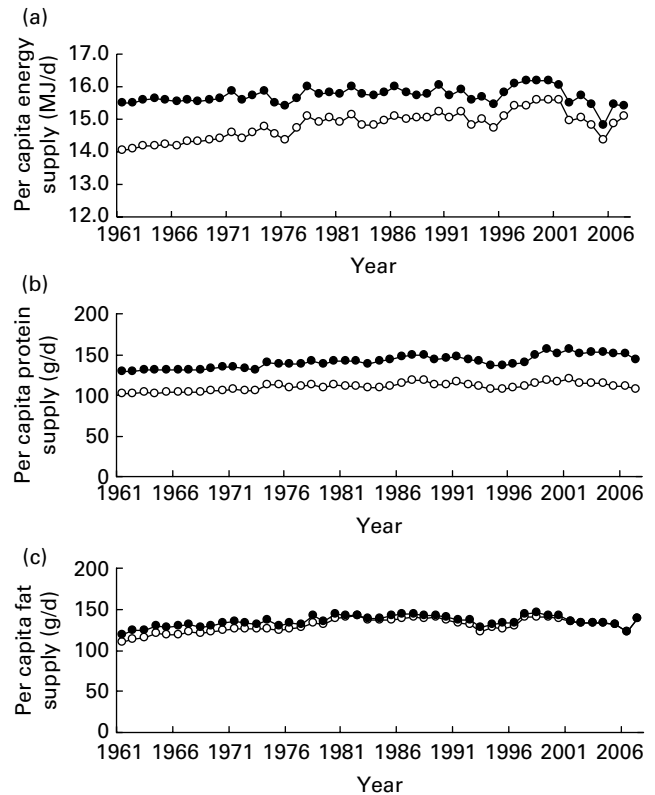 (a)
Per capita energy
supply (MJ/d)
17.0
16.0
15.0
14.0
13.0
12.0
1961 1966 1971 1976 1981 1986 1991 1996 2001 2006
Year
(b)
Per capita protein
supply (g/d)
200
150
100
50
0
1961 1966 1971 1976 1981 1986 1991 1996 2001 2006
Year
(c)
Per capita fat
supply (g/d)
200
150
100
50
0
1961 1966 1971 1976 1981 1986 1991 1996 2001 2006
Year